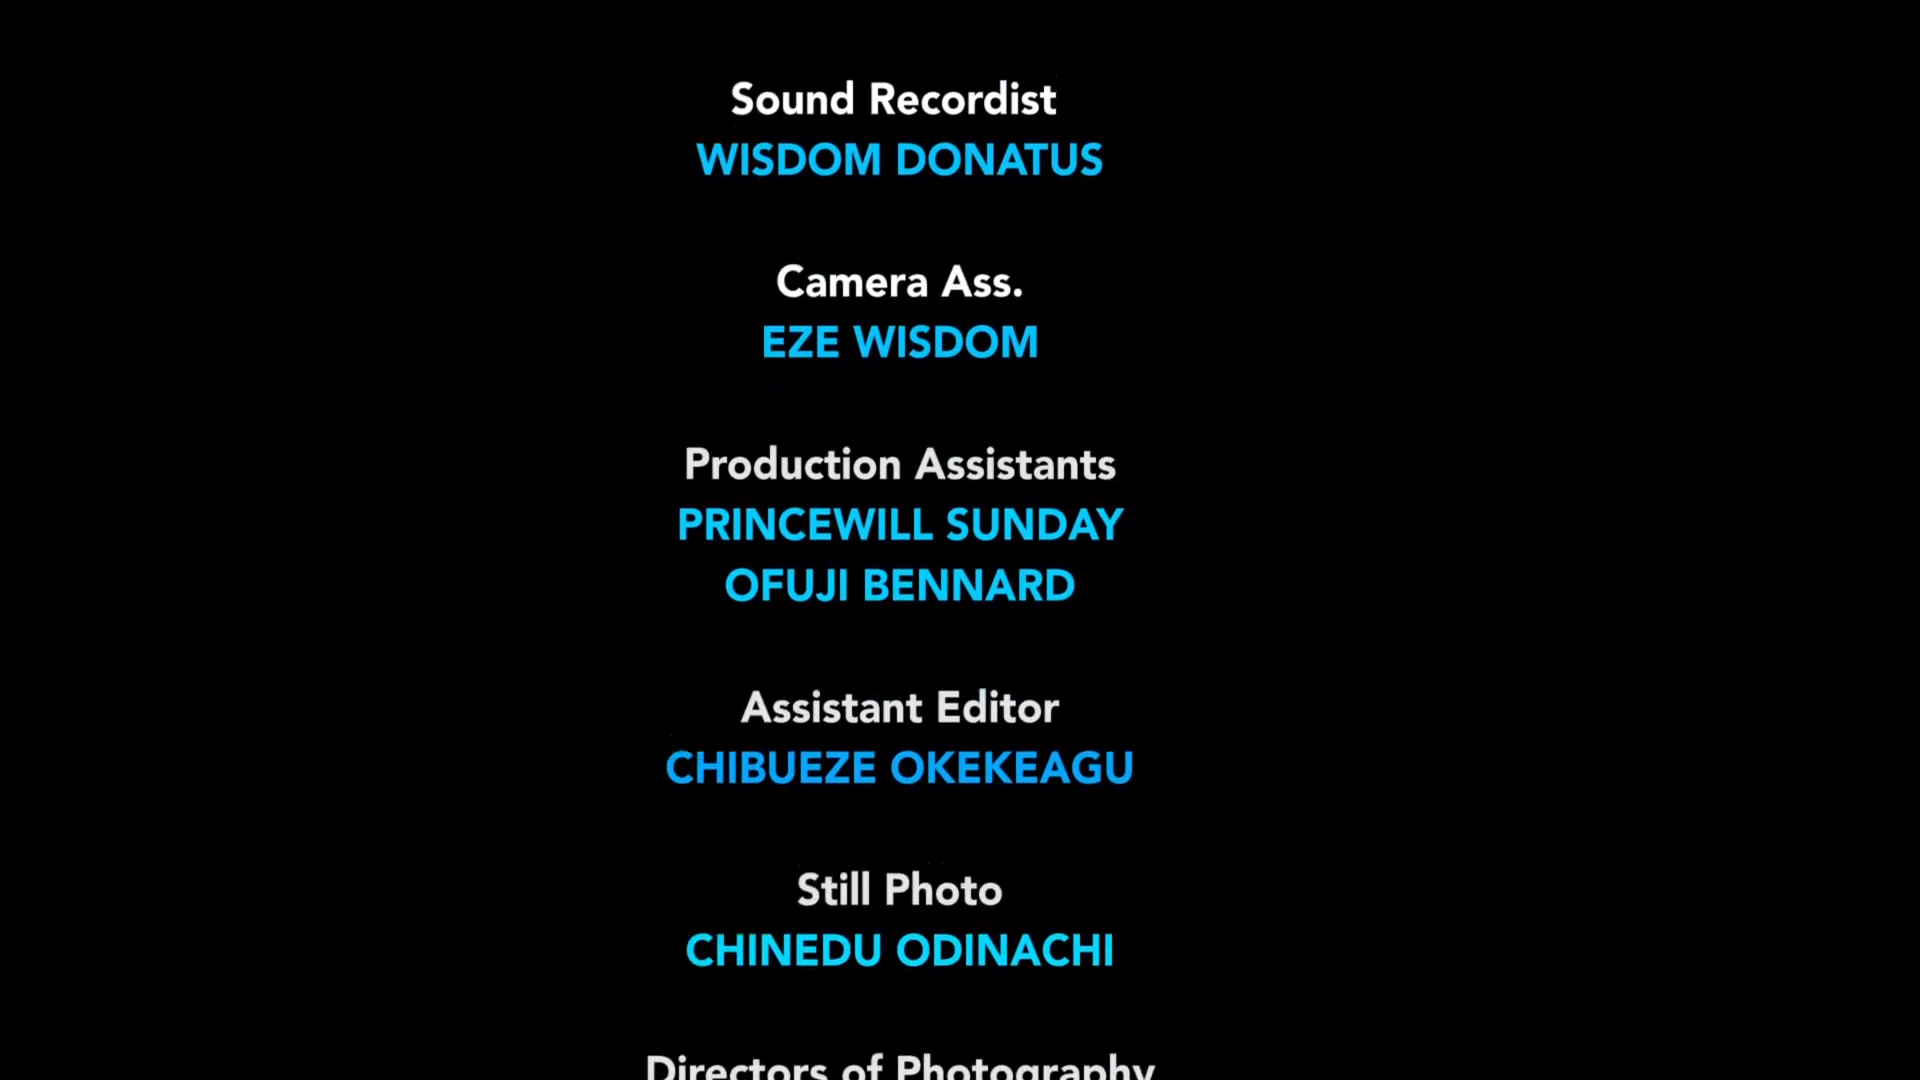 Sound Recordist
WISDOM DONATUS
Camera Ass.
EZE WISDOM
Production Assistants
PRINCEWILL SUNDAY
OFUJI BENNARD
Assistant Editor
CHIBUEZE OKEKEAGU
Still Photo
CHINEDU ODINACHI
Directors of Photography